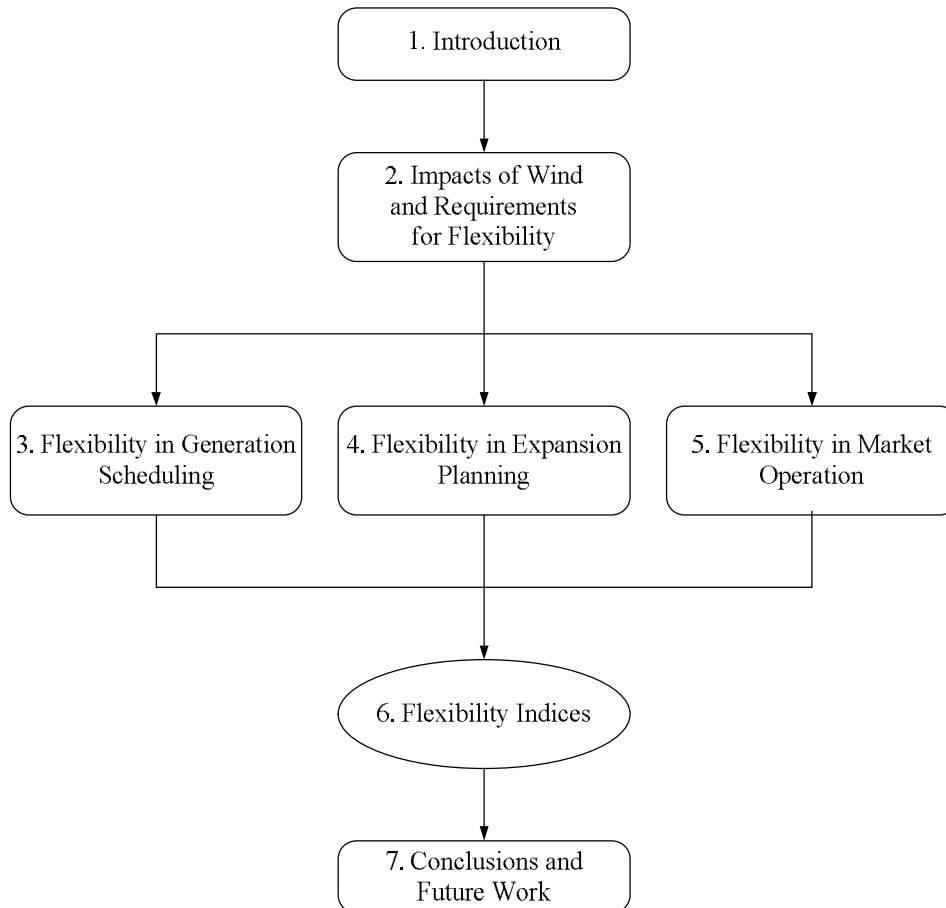 1. Introduction
2. Impacts of Wind
and Requirements
for Flexibility
3. Flexibility in Generation
Scheduling
4. Flexibility in Expansion
Planning
5. Flexibility in Market
Operation
6. Flexibility Indices
7. Conclusions and
Future Work